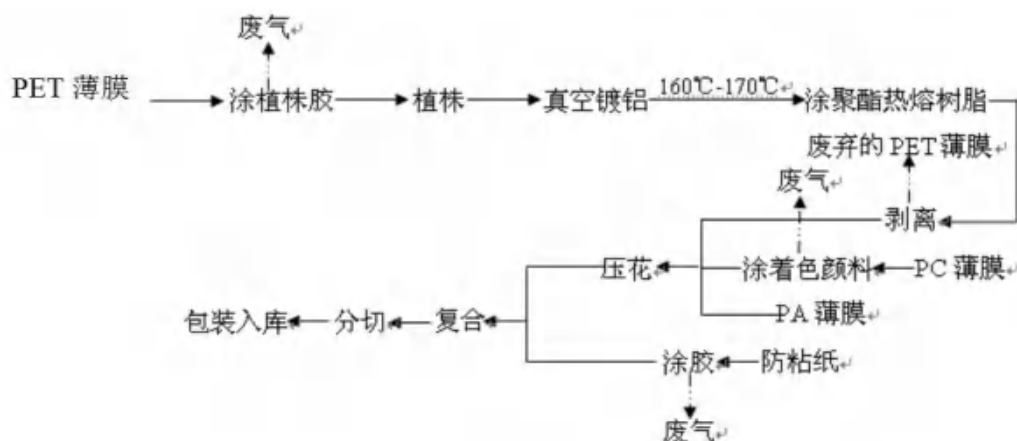 废气
PET 薄膜
涂植株胶
植株
真空镀铝
160℃-170℃
涂聚酯热熔树脂
废弃的 PET 薄膜
废气
剥离
压花
涂着色颜料
PC 薄膜
包装入库
分切
复合
PA 薄膜
涂胶
防粘纸
废气